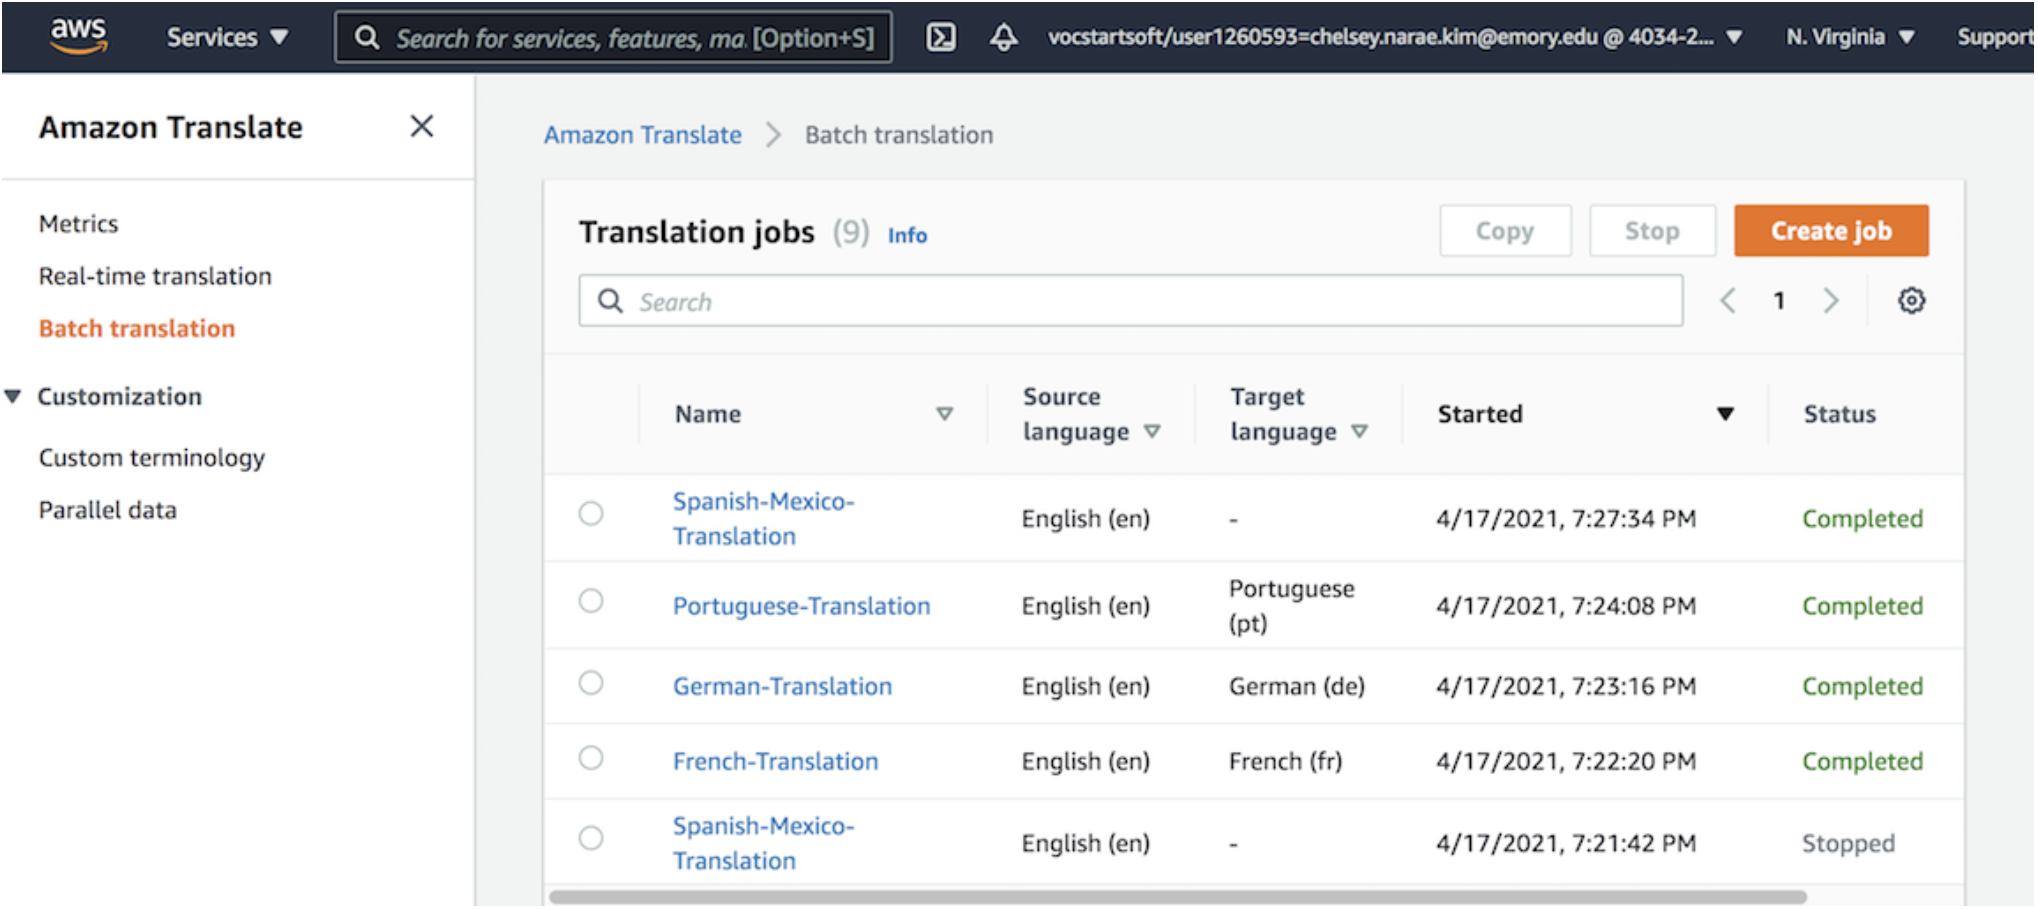 aws Services Search for services, features, ma. [Option+S] vocstartsoft/user1260593=chelsey.narae.kim@emory.edu @ 4034-2... N. Virginia Support
Amazon Translate
Metrics
Real-time translation
Batch translation
Customization
Custom terminology
Parallel data
Amazon Translate > Batch translation
Translation jobs (9) Info Copy Stop Create job
Search 1
Name Source language Target language Started Status
Spanish-Mexico-Translation English (en) - 4/17/2021, 7:27:34 PM Completed
Portuguese-Translation English (en) Portuguese (pt) 4/17/2021, 7:24:08 PM Completed
German-Translation English (en) German (de) 4/17/2021, 7:23:16 PM Completed
French-Translation English (en) French (fr) 4/17/2021, 7:22:20 PM Completed
Spanish-Mexico-Translation English (en) - 4/17/2021, 7:21:42 PM Stopped